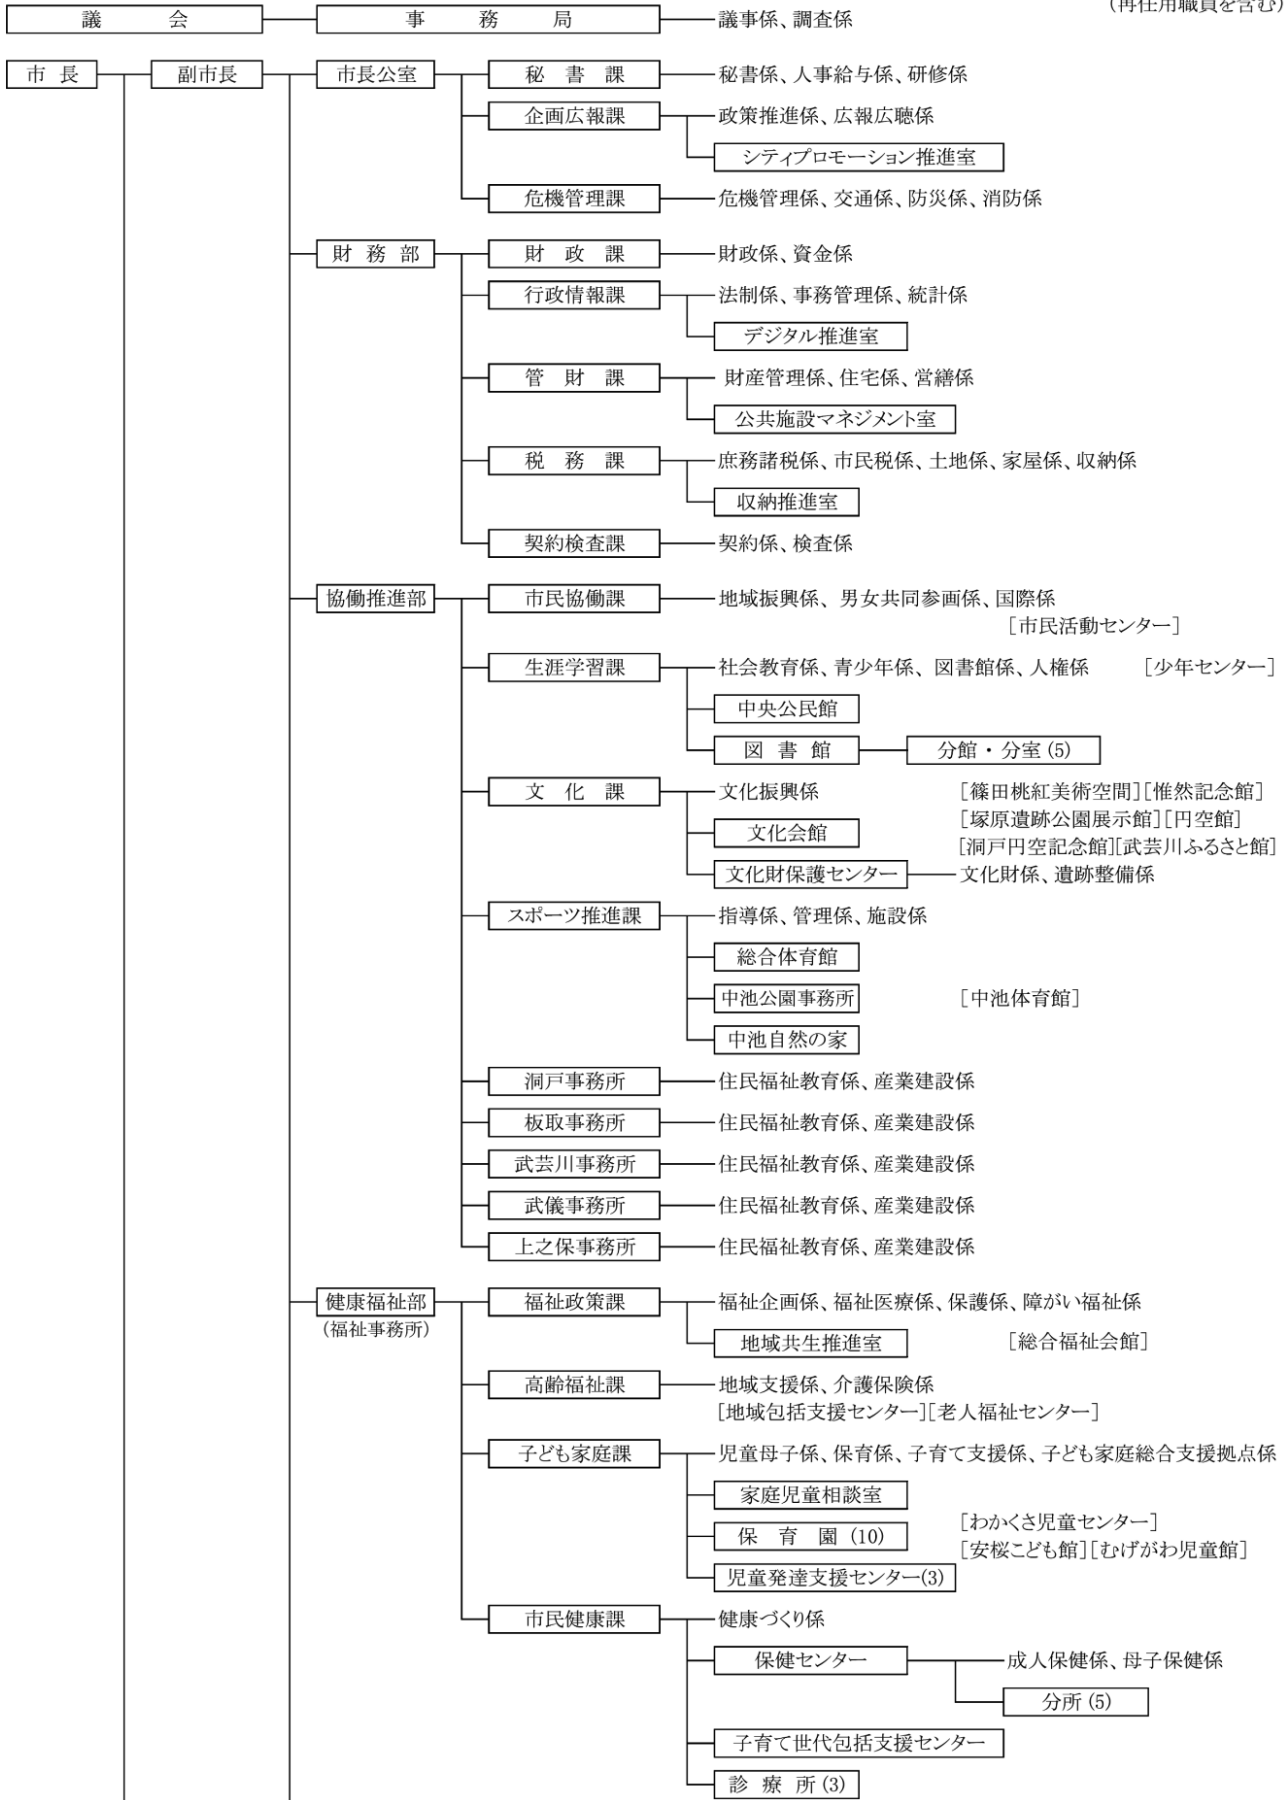 （再任用職員を含む）
議会 事務局 議事係、調査係
市長 副市長 市長公室 秘書課 秘書係、人事給与係、研修係
企画広報課 政策推進係、広報広聴係
シティプロモーション推進室
危機管理課 危機管理係、交通係、防災係、消防係
財務部 財政課 財政係、資金係
行政情報課 法制係、事務管理係、統計係
デジタル推進室
管財課 財産管理係、住宅係、営繕係
公共施設マネジメント室
税務課 庶務諸税係、市民税係、土地係、家屋係、収納係
収納推進室
契約検査課 契約係、検査係
協働推進部 市民協働課 地域振興係、男女共同参画係、国際係
［市民活動センター］
生涯学習課 社会教育係、青少年係、図書館係、人権係 ［少年センター］
中央公民館
図書館 分館・分室(5)
文化課 文化振興係 ［篠田桃紅美術空間］［惟然記念館］
文化会館 ［塚原遺跡公園展示館］［円空館］
［洞戸円空記念館］［武芸川ふるさと館］
文化財保護センター 文化財係、遺跡整備係
スポーツ推進課 指導係、管理係、施設係
総合体育館
中池公園事務所 ［中池体育館］
中池自然の家
洞戸事務所 住民福祉教育係、産業建設係
板取事務所 住民福祉教育係、産業建設係
武芸川事務所 住民福祉教育係、産業建設係
武儀事務所 住民福祉教育係、産業建設係
上之保事務所 住民福祉教育係、産業建設係
健康福祉部 福祉政策課 福祉企画係、福祉医療係、保護係、障がい福祉係
（福祉事務所） 地域共生推進室 ［総合福祉会館］
高齢福祉課 地域支援係、介護保険係
［地域包括支援センター］［老人福祉センター］
子ども家庭課 児童母子係、保育係、子育て支援係、子ども家庭総合支援拠点係
家庭児童相談室
［わかくさ児童センター］
保育園(10)
［安桜こども館］［むげがわ児童館］
児童発達支援センター(3)
市民健康課 健康づくり係
保健センター 成人保健係、母子保健係
分所(5)
子育て世代包括支援センター
診療所(3)